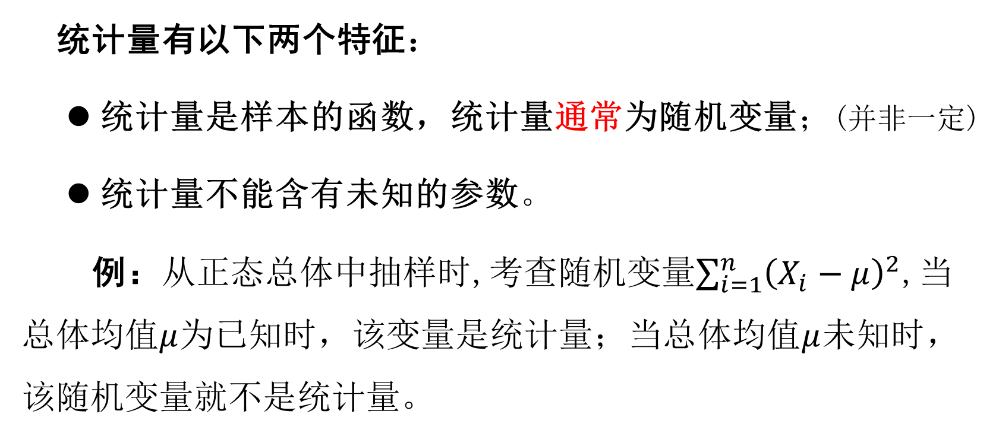 统计量有以下两个特征：
● 统计量是样本的函数，统计量通常为随机变量；（并非一定）
● 统计量不能含有未知的参数。
例：从正态总体中抽样时, 考查随机变量∑ⁿᵢ₌₁(Xᵢ − μ)², 当
总体均值μ为已知时，该变量是统计量；当总体均值μ未知时，
该随机变量就不是统计量。